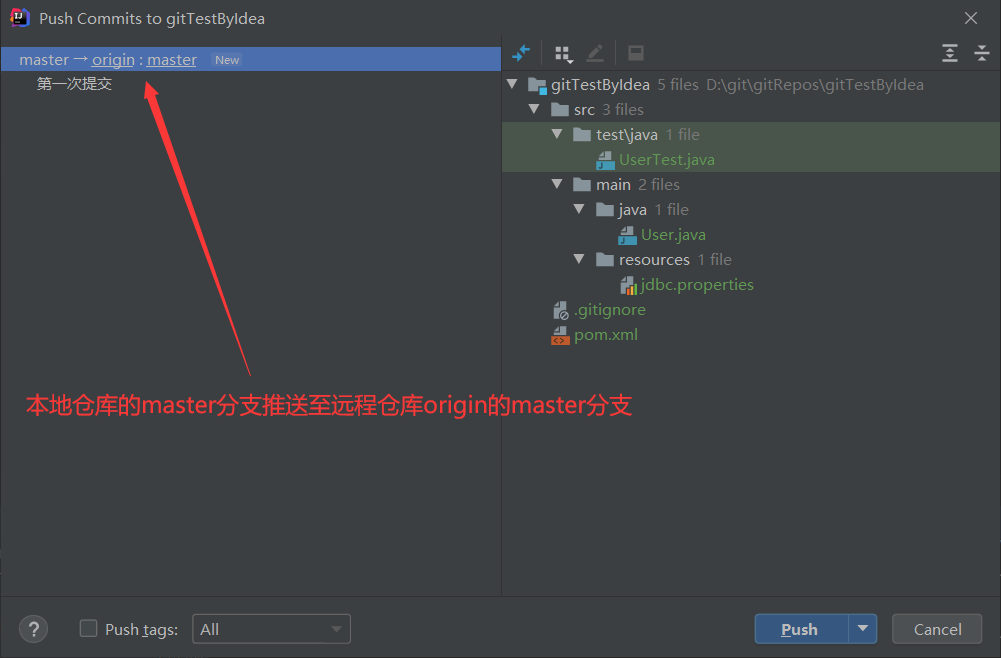 Push Commits to gitTestByIdea
master → origin : master New
第一次提交
gitTestByIdea 5 files D:\git\gitRepos\gitTestByIdea
src 3 files
test\java 1 file
UserTest.java
main 2 files
java 1 file
User.java
resources 1 file
jdbc.properties
.gitignore
pom.xml
本地仓库的master分支推送至远程仓库origin的master分支
? Push tags: All Push Cancel